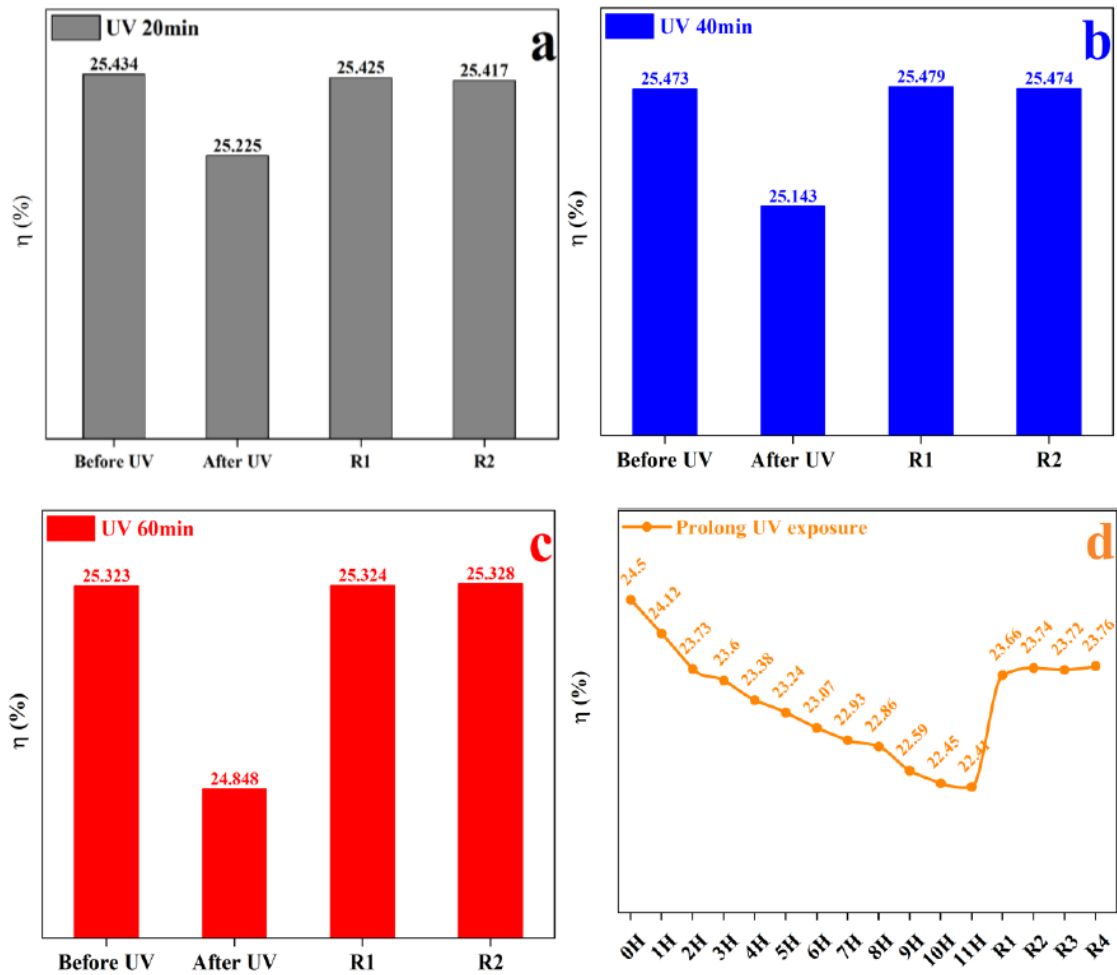 UV 20min
a
25.434
25.225
25.425
25.417
η (%)
Before UV
After UV
R1
R2
UV 40min
b
25.473
25.143
25.479
25.474
η (%)
Before UV
After UV
R1
R2
UV 60min
c
25.323
24.848
25.324
25.328
η (%)
Before UV
After UV
R1
R2
Prolong UV exposure
d
24.5
24.12
23.73
23.6
23.38
23.24
23.07
22.93
22.86
22.59
22.45
22.41
23.66
23.74
23.72
23.76
η (%)
0H
1H
2H
3H
4H
5H
6H
7H
8H
9H
10H
11H
R1
R2
R3
R4